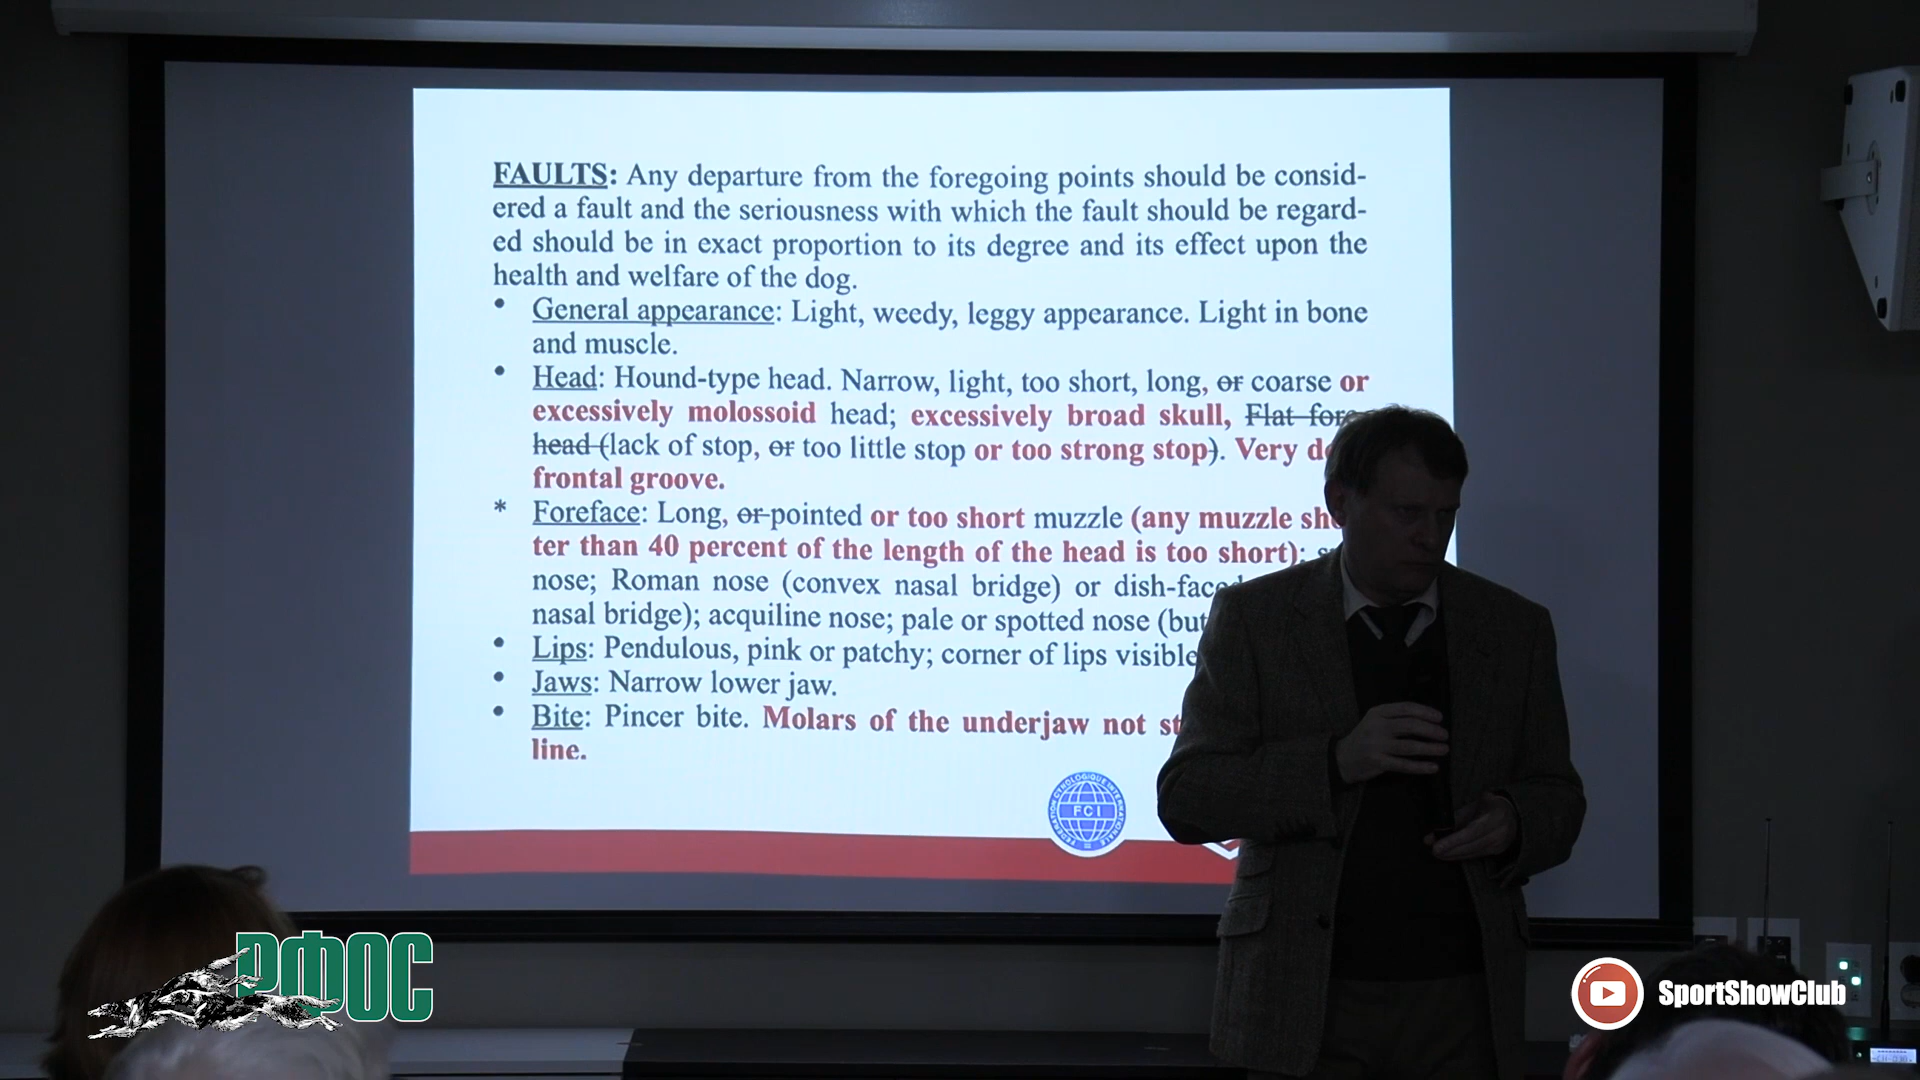 FAULTS: Any departure from the foregoing points should be consid-
ered a fault and the seriousness with which the fault should be regard-
ed should be in exact proportion to its degree and its effect upon the
health and welfare of the dog.
• General appearance: Light, weedy, leggy appearance. Light in bone
and muscle.
• Head: Hound-type head. Narrow, light, too short, long, or coarse or
excessively molossoid head; excessively broad skull, Flat
head (lack of stop, or too little stop or too strong stop). Very
frontal groove.
* Foreface: Long, or pointed or too short muzzle (any muzzle
ter than 40 percent of the length of the head is too short);
nose; Roman nose (convex nasal bridge) or
nasal bridge); acquiline nose; pale or spotted nose (but
• Lips: Pendulous, pink or patchy; corner of lips visible
• Jaws: Narrow lower jaw.
• Bite: Pincer bite. Molars of the underjaw not
line.
FEDERATION CYNOLOGIQUE INTERNATIONALE
FCI
РФОС
SportShowClub